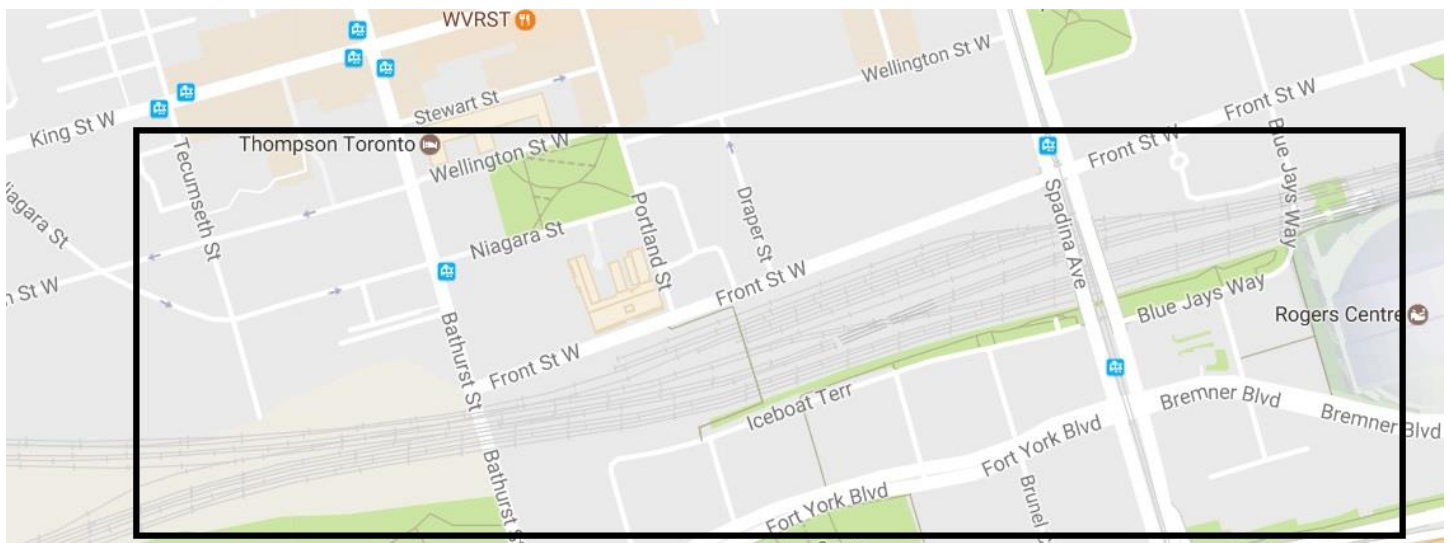 WVRST
Wellington St W
Stewart St
King St W
Front St W
Thompson Toronto
Wellington St W
Front St W
Blue Jays Way
Tecumseth St
Niagara St
Portland St
Draper St
Spadina Ave
Niagara St
St W
Front St W
Blue Jays Way
Rogers Centre
Bathurst St
Front St W
Iceboat Terr
Bremner Blvd
Bremner Blvd
Fort York Blvd
Bathurst St
Fort York Blvd
Brunel